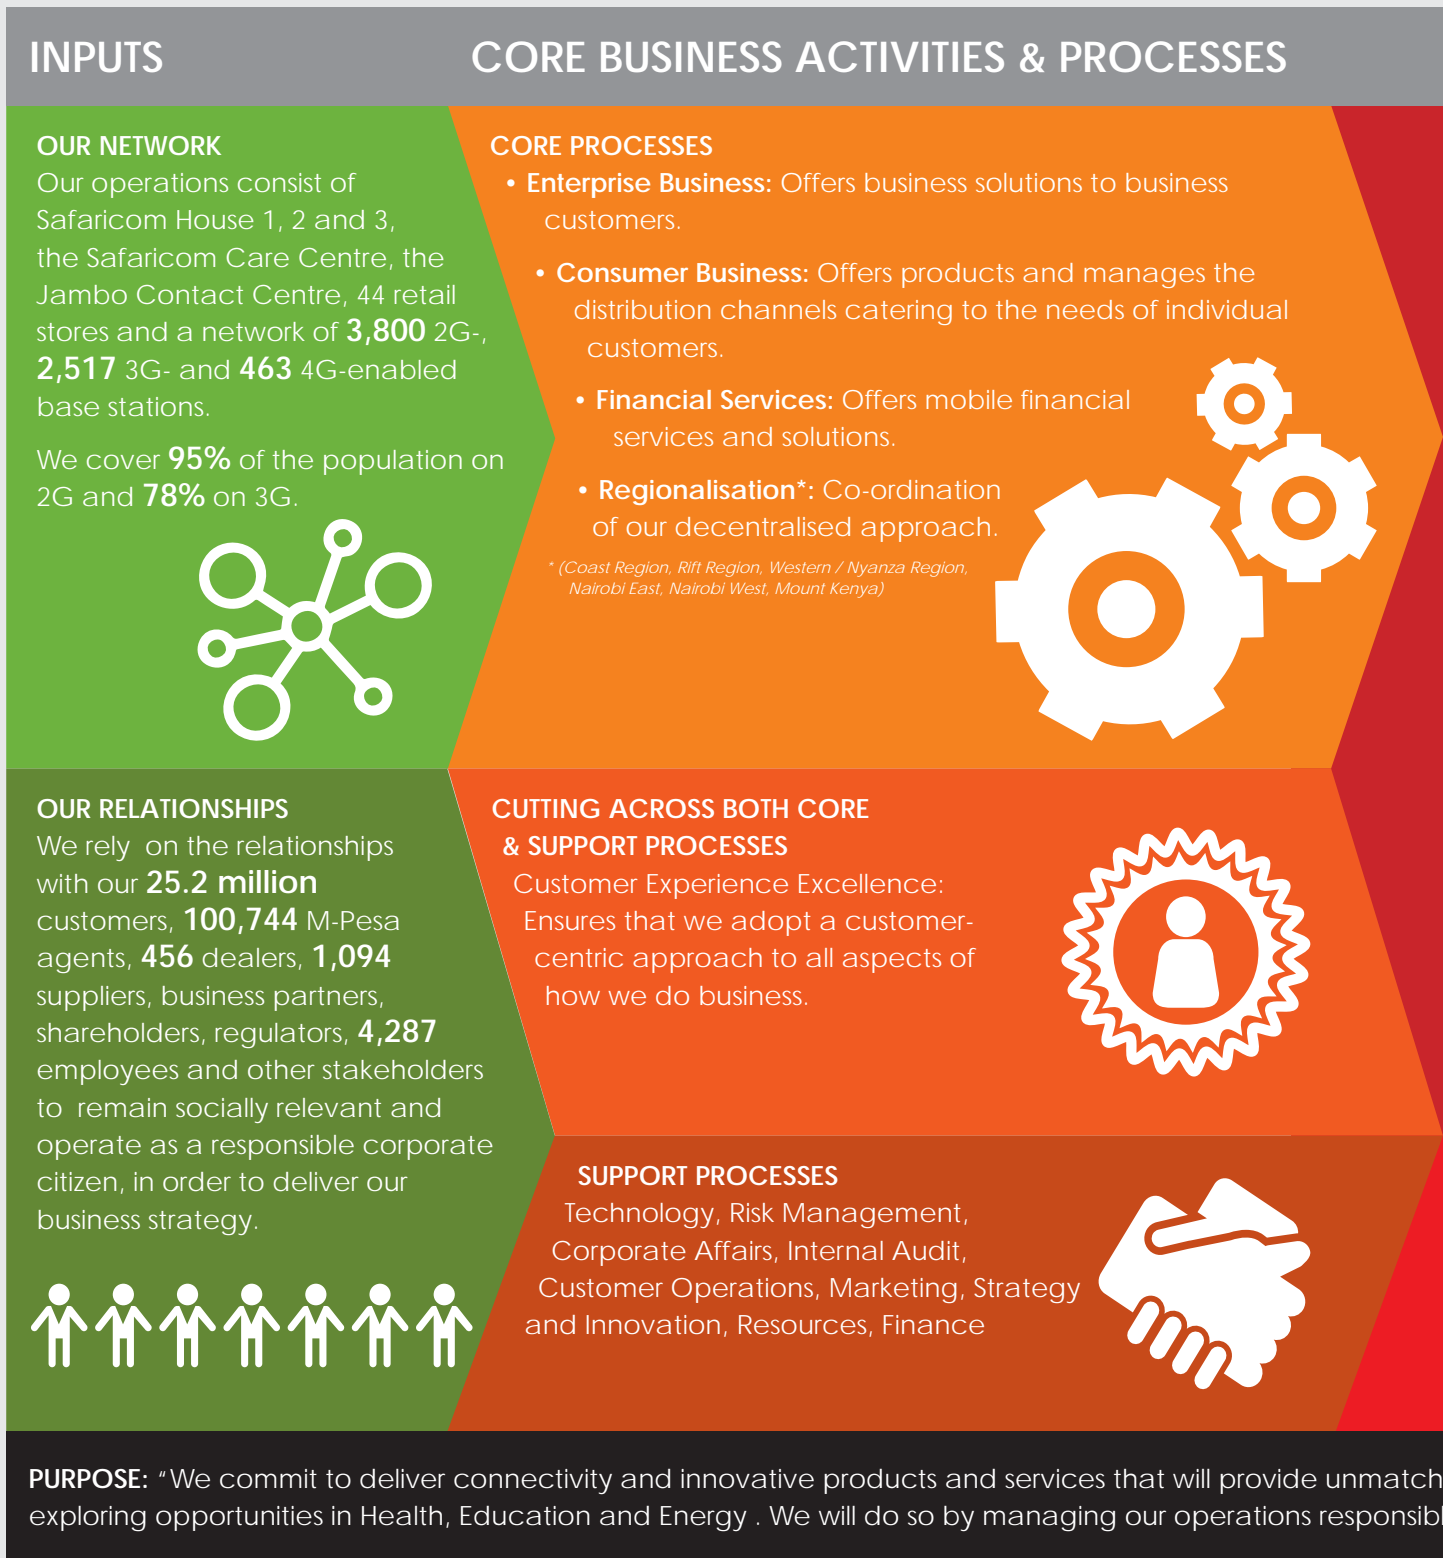 INPUTS
CORE BUSINESS ACTIVITIES & PROCESSES
OUR NETWORK
Our operations consist of
Safaricom House 1, 2 and 3,
the Safaricom Care Centre, the
Jambo Contact Centre, 44 retail
stores and a network of 3,800 2G-,
2,517 3G- and 463 4G-enabled
base stations.
We cover 95% of the population on
2G and 78% on 3G.
CORE PROCESSES
• Enterprise Business: Offers business solutions to business
customers.
• Consumer Business: Offers products and manages the
distribution channels catering to the needs of individual
customers.
• Financial Services: Offers mobile financial
services and solutions.
• Regionalisation*: Co-ordination
of our decentralised approach.
* (Coast Region, Rift Region, Western / Nyanza Region,
Nairobi East, Nairobi West, Mount Kenya)
OUR RELATIONSHIPS
We rely on the relationships
with our 25.2 million
customers, 100,744 M-Pesa
agents, 456 dealers, 1,094
suppliers, business partners,
shareholders, regulators, 4,287
employees and other stakeholders
to remain socially relevant and
operate as a responsible corporate
citizen, in order to deliver our
business strategy.
CUTTING ACROSS BOTH CORE
& SUPPORT PROCESSES
Customer Experience Excellence:
Ensures that we adopt a customer-
centric approach to all aspects of
how we do business.
SUPPORT PROCESSES
Technology, Risk Management,
Corporate Affairs, Internal Audit,
Customer Operations, Marketing, Strategy
and Innovation, Resources, Finance
PURPOSE: “We commit to deliver connectivity and innovative products and services that will provide unmatch
exploring opportunities in Health, Education and Energy . We will do so by managing our operations responsibl